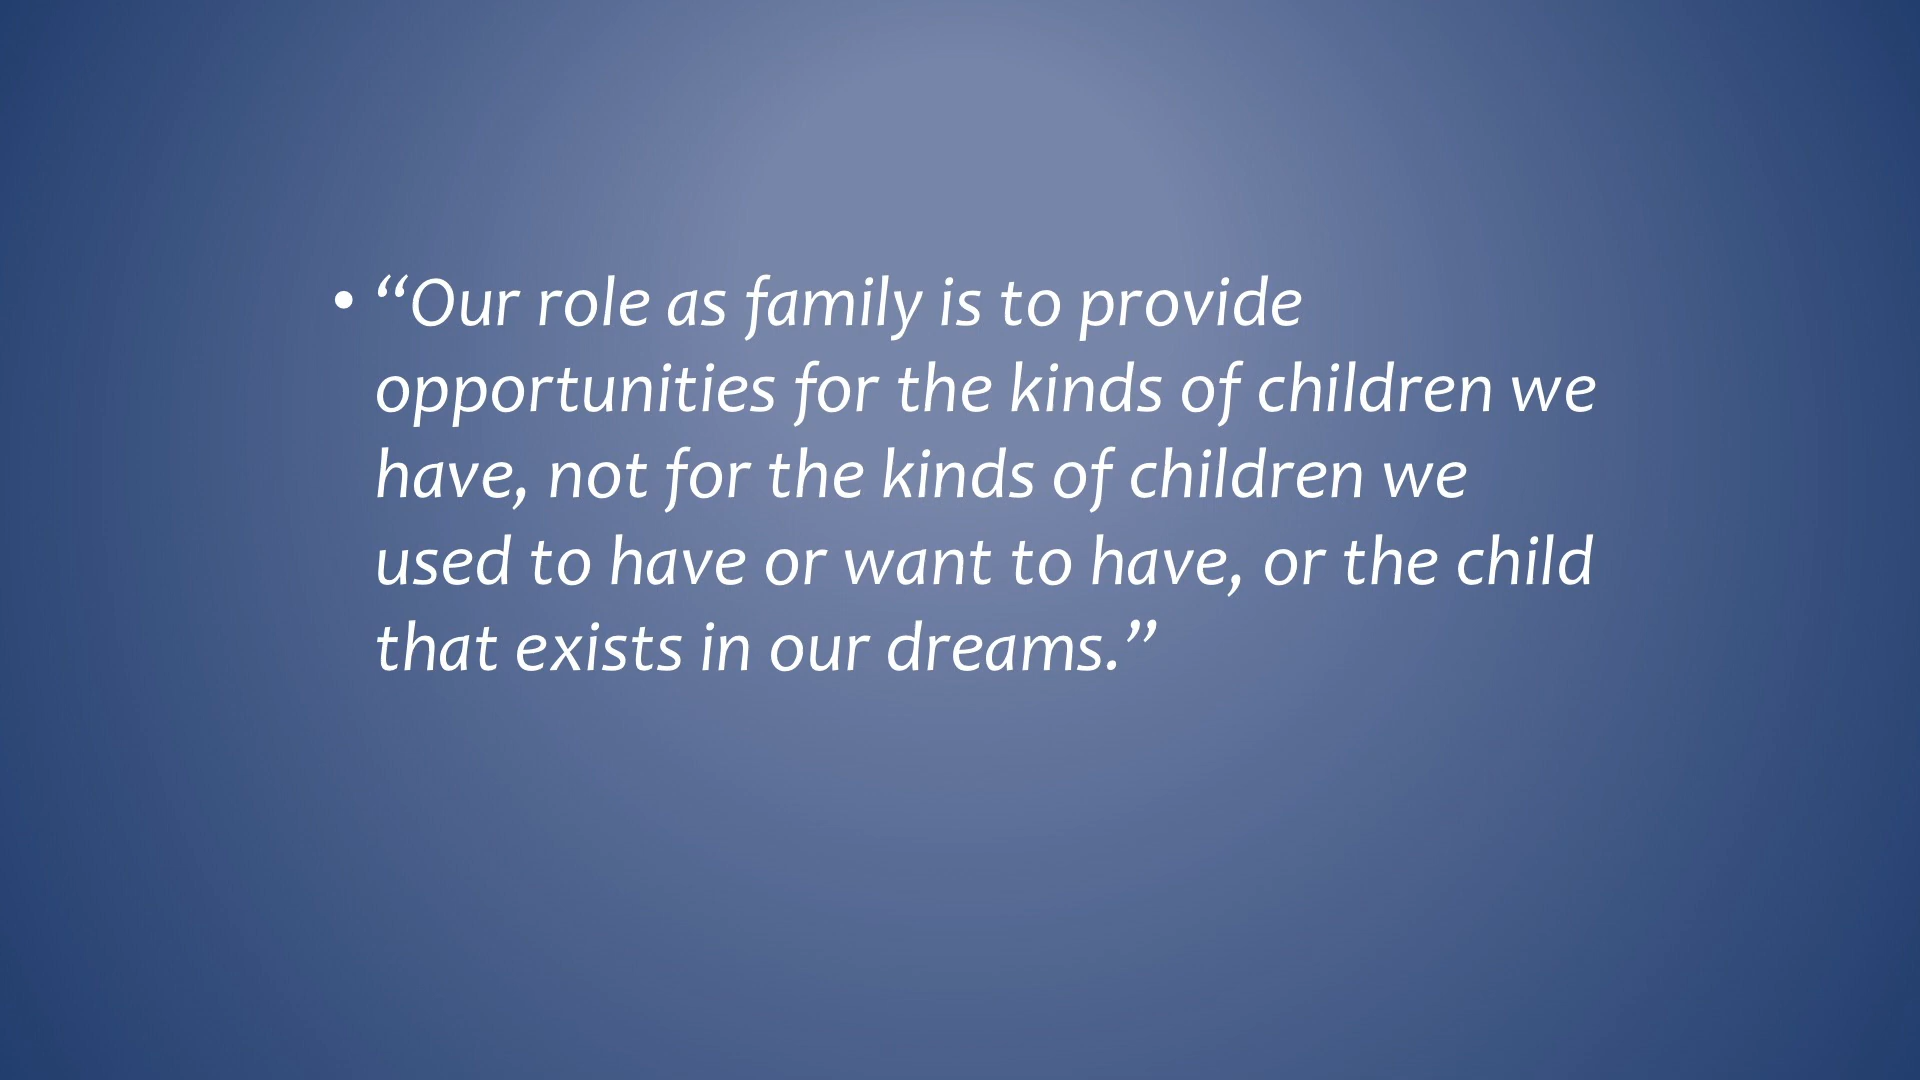 • “Our role as family is to provide
opportunities for the kinds of children we
have, not for the kinds of children we
used to have or want to have, or the child
that exists in our dreams.”